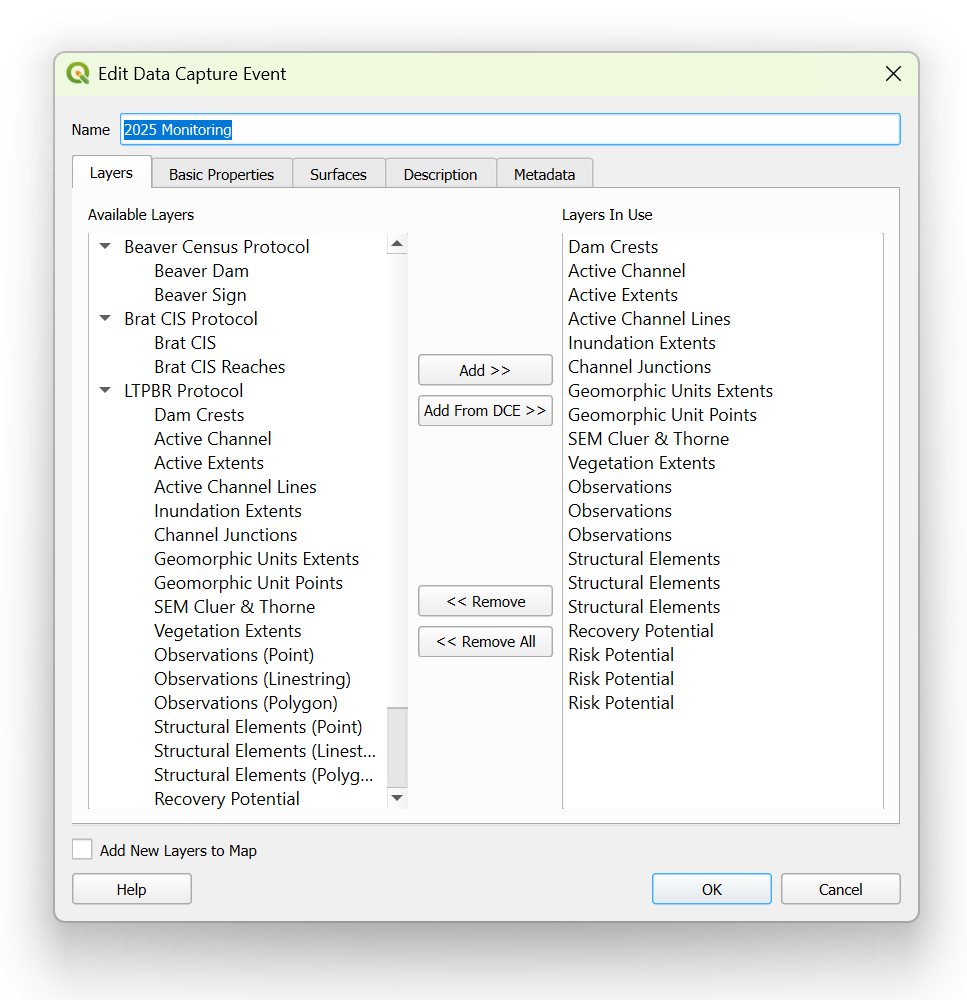 Edit Data Capture Event
Name 2025 Monitoring
Layers Basic Properties Surfaces Description Metadata
Available Layers
Beaver Census Protocol
Beaver Dam
Beaver Sign
Brat CIS Protocol
Brat CIS
Brat CIS Reaches
LTPBR Protocol
Dam Crests
Active Channel
Active Extents
Active Channel Lines
Inundation Extents
Channel Junctions
Geomorphic Units Extents
Geomorphic Unit Points
SEM Cluer & Thorne
Vegetation Extents
Observations (Point)
Observations (Linestring)
Observations (Polygon)
Structural Elements (Point)
Structural Elements (Linest...
Structural Elements (Polyg...
Recovery Potential
Add >>
Add From DCE >>
<< Remove
<< Remove All
Layers In Use
Dam Crests
Active Channel
Active Extents
Active Channel Lines
Inundation Extents
Channel Junctions
Geomorphic Units Extents
Geomorphic Unit Points
SEM Cluer & Thorne
Vegetation Extents
Observations
Observations
Observations
Structural Elements
Structural Elements
Structural Elements
Recovery Potential
Risk Potential
Risk Potential
Risk Potential
Add New Layers to Map
Help OK Cancel